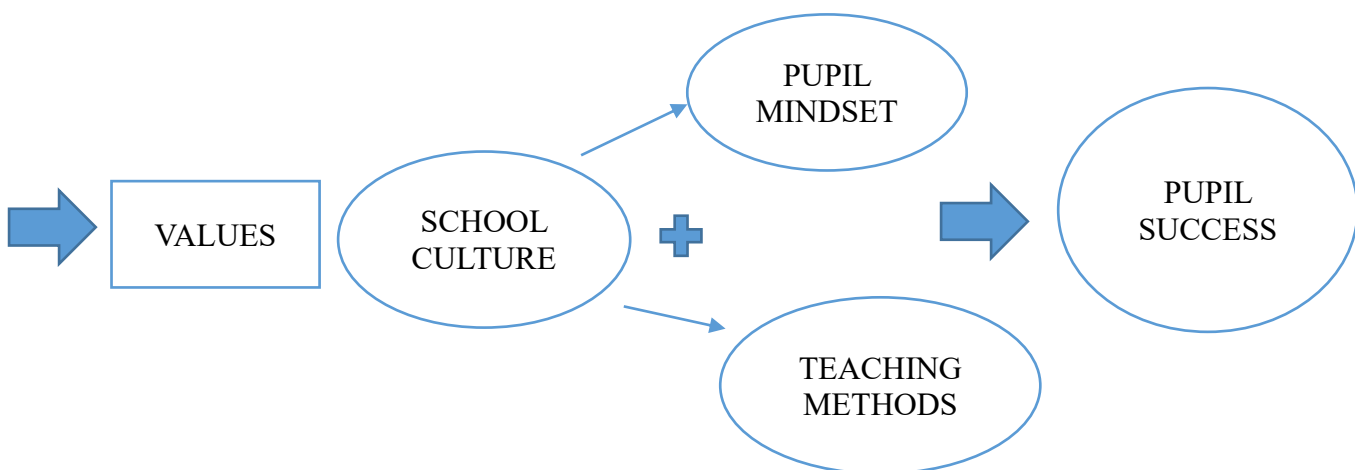 VALUES
SCHOOL
CULTURE
PUPIL
MINDSET
TEACHING
METHODS
PUPIL
SUCCESS